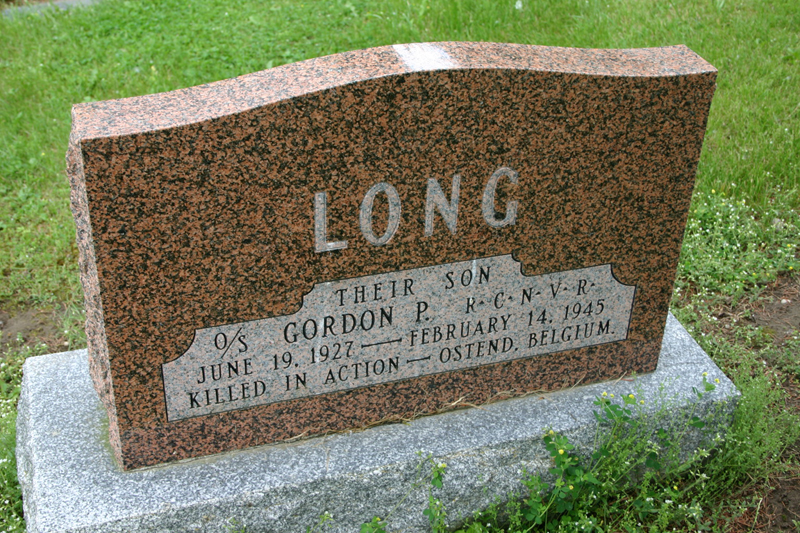 LONG
THEIR SON
O/S GORDON P. R·C·N·V·R·
JUNE 19, 1927 — FEBRUARY 14, 1945
KILLED IN ACTION — OSTEND, BELGIUM.